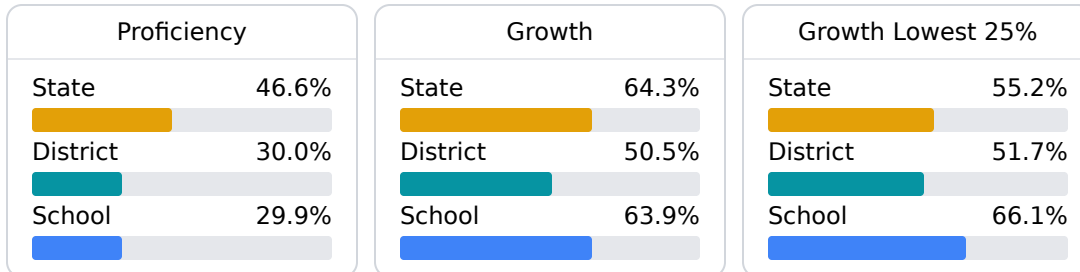 Proficiency
State 46.6%
District 30.0%
School 29.9%
Growth
State 64.3%
District 50.5%
School 63.9%
Growth Lowest 25%
State 55.2%
District 51.7%
School 66.1%